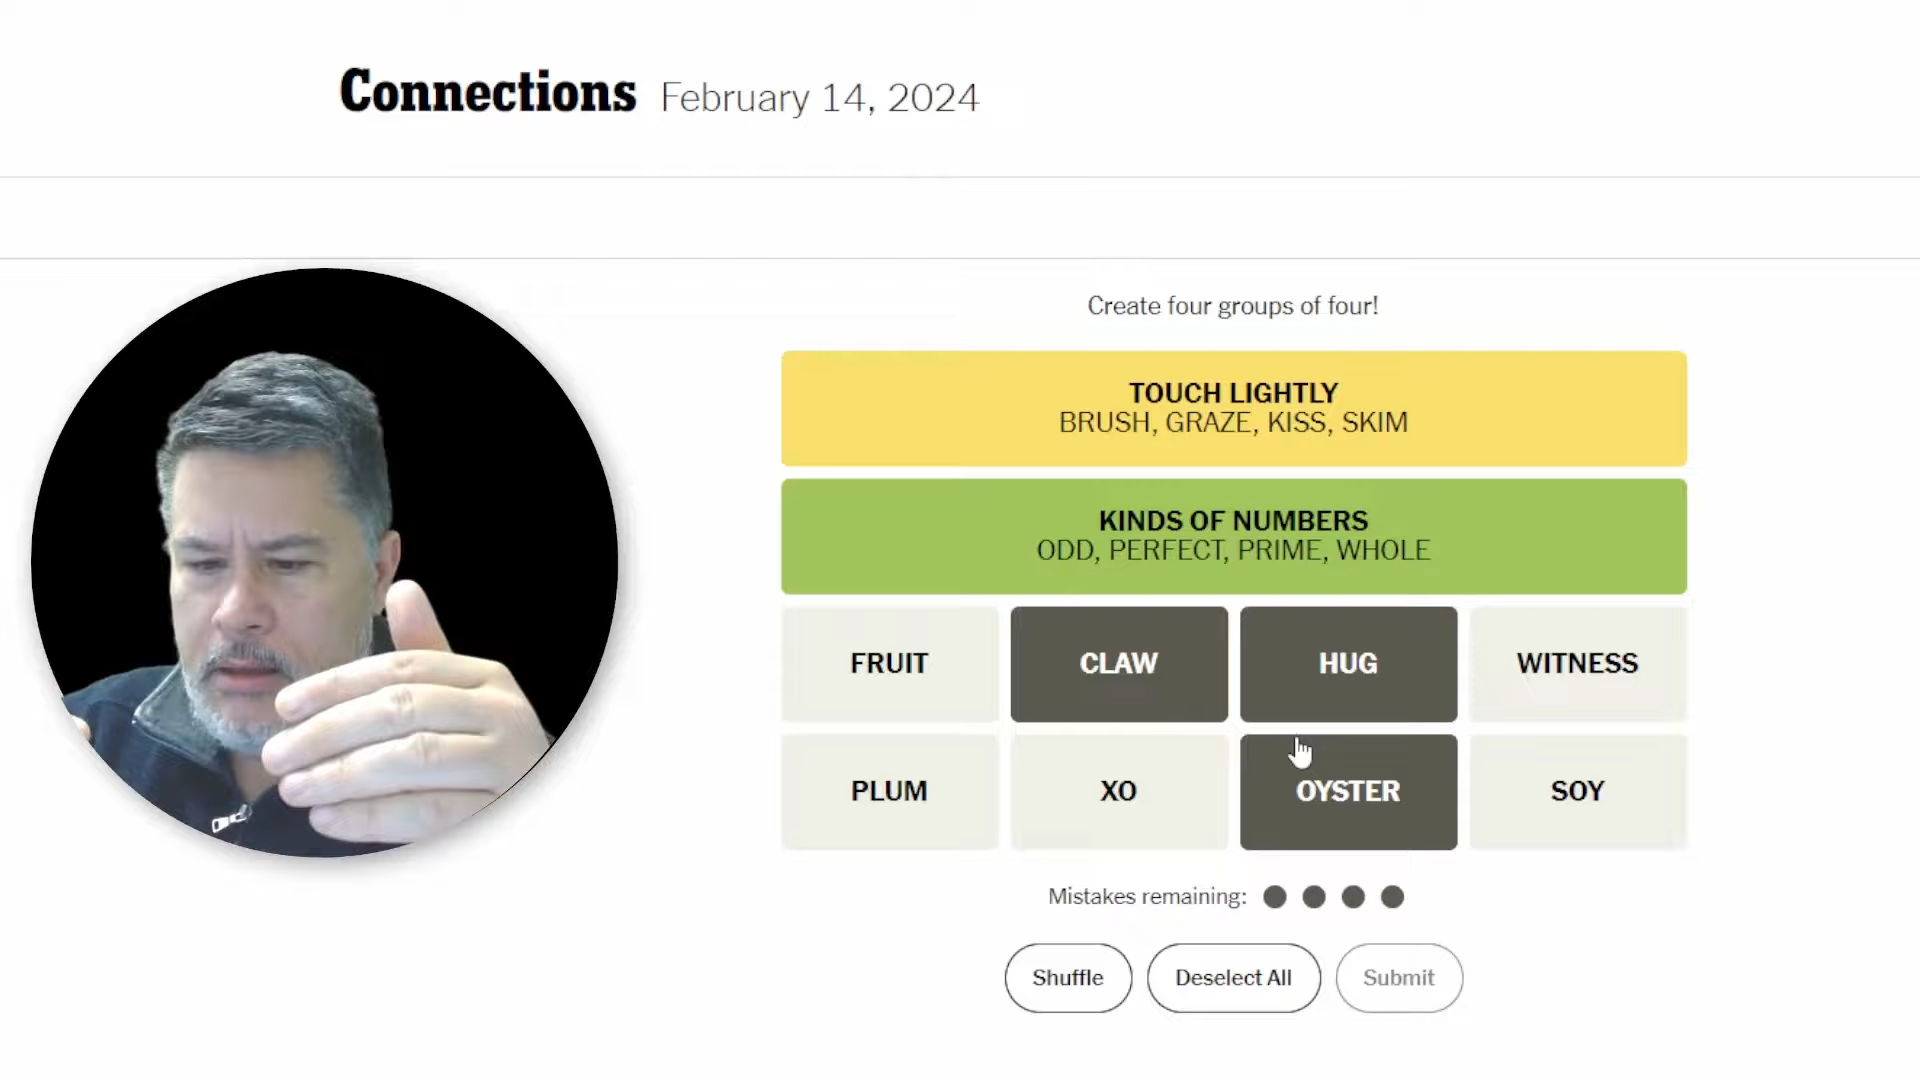 Connections February 14, 2024
Create four groups of four!
TOUCH LIGHTLY
BRUSH, GRAZE, KISS, SKIM
KINDS OF NUMBERS
ODD, PERFECT, PRIME, WHOLE
FRUIT CLAW HUG WITNESS
PLUM XO OYSTER SOY
Mistakes remaining:
Shuffle Deselect All Submit